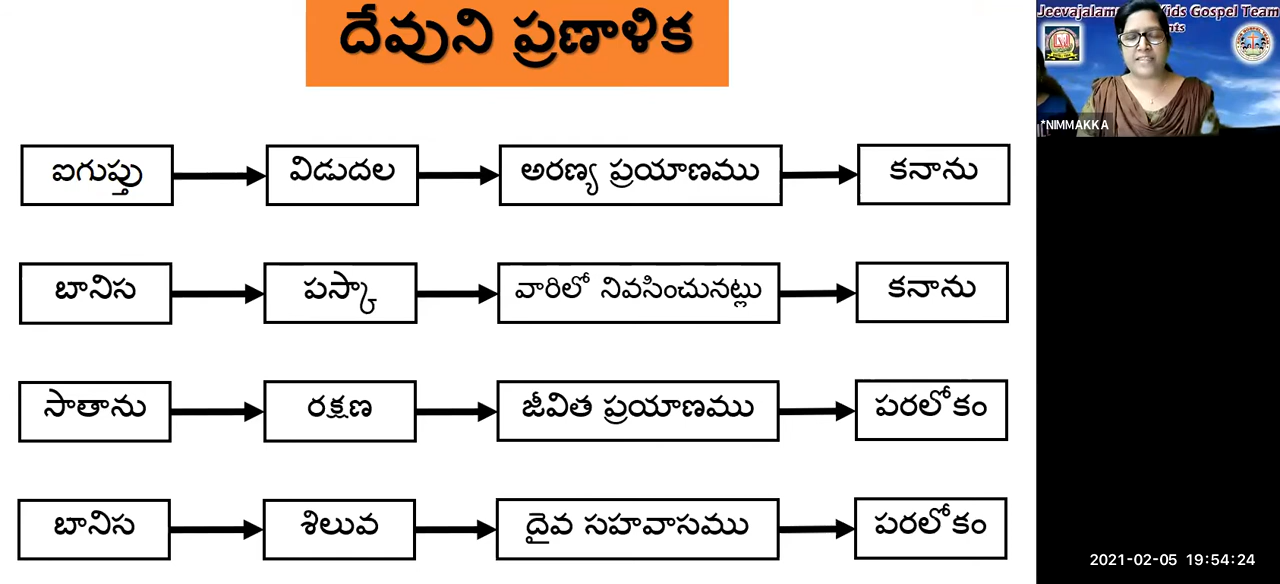 దేవుని ప్రణాళిక
ఐగుప్తు విడుదల అరణ్య ప్రయాణము కనాను
బానిస పస్కా వారిలో నివసించునట్లు కనాను
సాతాను రక్షణ జీవిత ప్రయాణము పరలోకం
బానిస శిలువ దైవ సహవాసము పరలోకం
Kids Gospel Team
*NIMMAKKA
2021-02-05 19:54:24